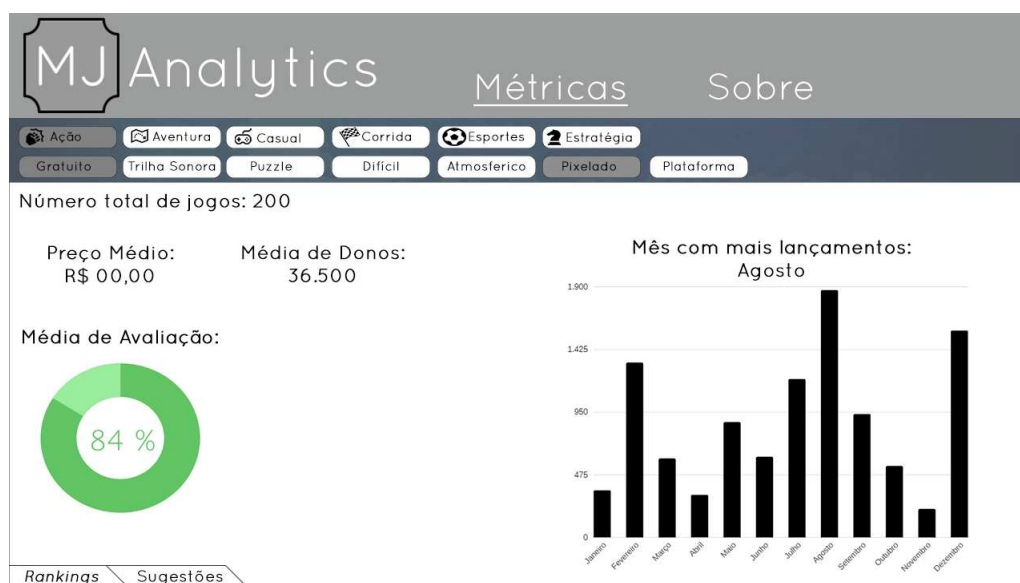 MJ Analytics
Métricas Sobre
Ação Aventura Casual Corrida Esportes Estratégia
Gratuito Trilha Sonora Puzzle Difícil Atmosferico Pixelado Plataforma
Número total de jogos: 200
Preço Médio:
R$ 00,00
Média de Donos:
36.500
Média de Avaliação:
84 %
Mês com mais lançamentos:
Agosto
1.900
1.425
950
475
0
Janeiro Fevereiro Março Abril Maio Junho Julho Agosto Setembro Outubro Novembro Dezembro
Rankings Sugestões